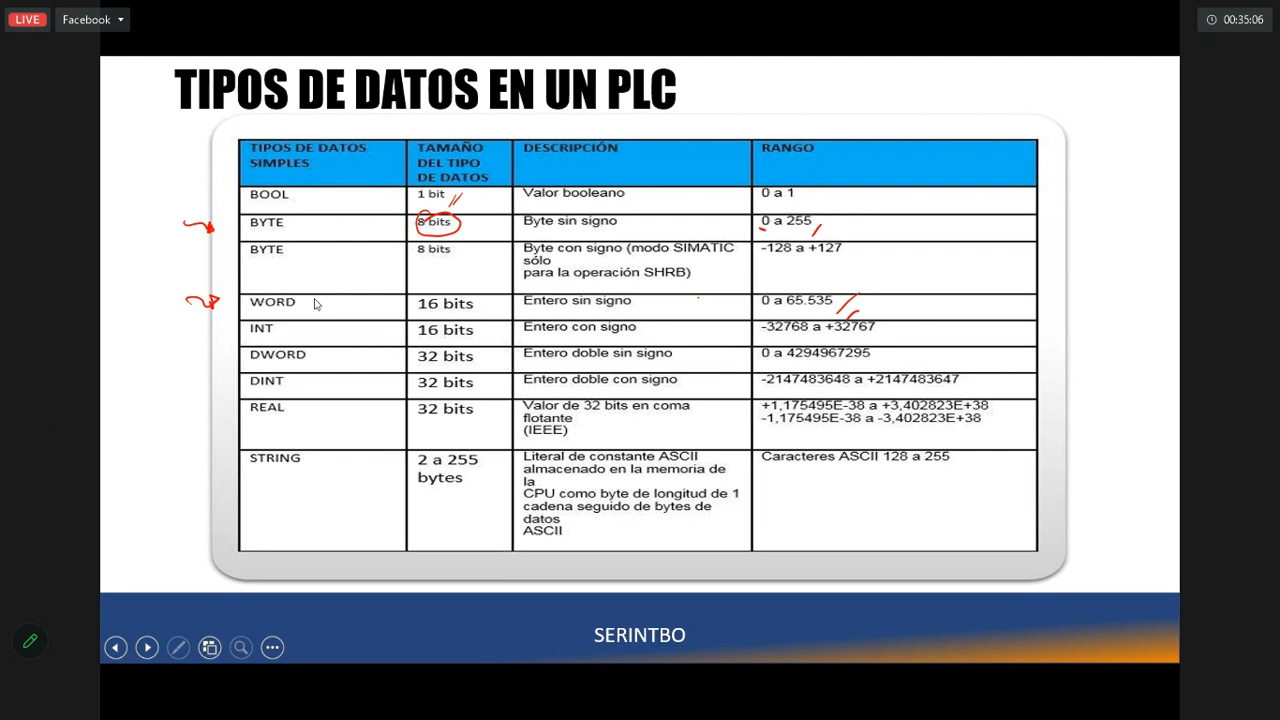 LIVE
Facebook
00:35:06
TIPOS DE DATOS EN UN PLC
TIPOS DE DATOS
SIMPLES
TAMAÑO
DEL TIPO
DE DATOS
DESCRIPCIÓN
RANGO
BOOL
1 bit
Valor booleano
0 a 1
BYTE
8 bits
Byte sin signo
0 a 255
BYTE
8 bits
Byte con signo (modo SIMATIC
sólo
para la operación SHRB)
-128 a +127
WORD
16 bits
Entero sin signo
0 a 65.535
INT
16 bits
Entero con signo
-32768 a +32767
DWORD
32 bits
Entero doble sin signo
0 a 4294967295
DINT
32 bits
Entero doble con signo
-2147483648 a +2147483647
REAL
32 bits
Valor de 32 bits en coma
flotante
(IEEE)
+1,175495E-38 a +3,402823E+38
-1,175495E-38 a -3,402823E+38
STRING
2 a 255
bytes
Literal de constante ASCII
almacenado en la memoria de
la
CPU como byte de longitud de 1
cadena seguido de bytes de
datos
ASCII
Caracteres ASCII 128 a 255
SERINTBO